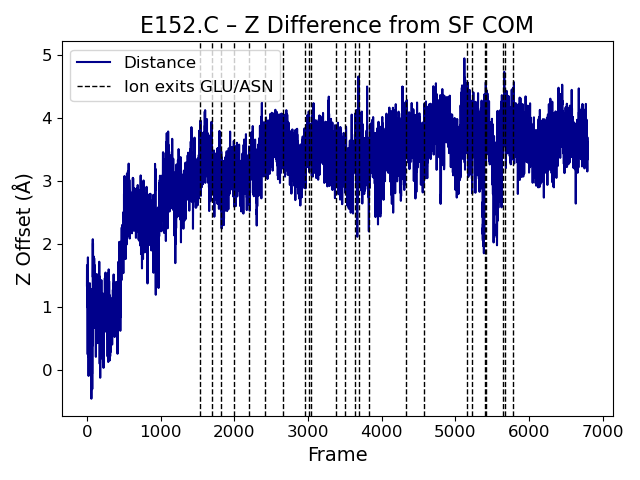 E152.C – Z Difference from SF COM
Distance
Ion exits GLU/ASN
Z Offset (Å)
5
4
3
2
1
0
0 1000 2000 3000 4000 5000 6000 7000
Frame